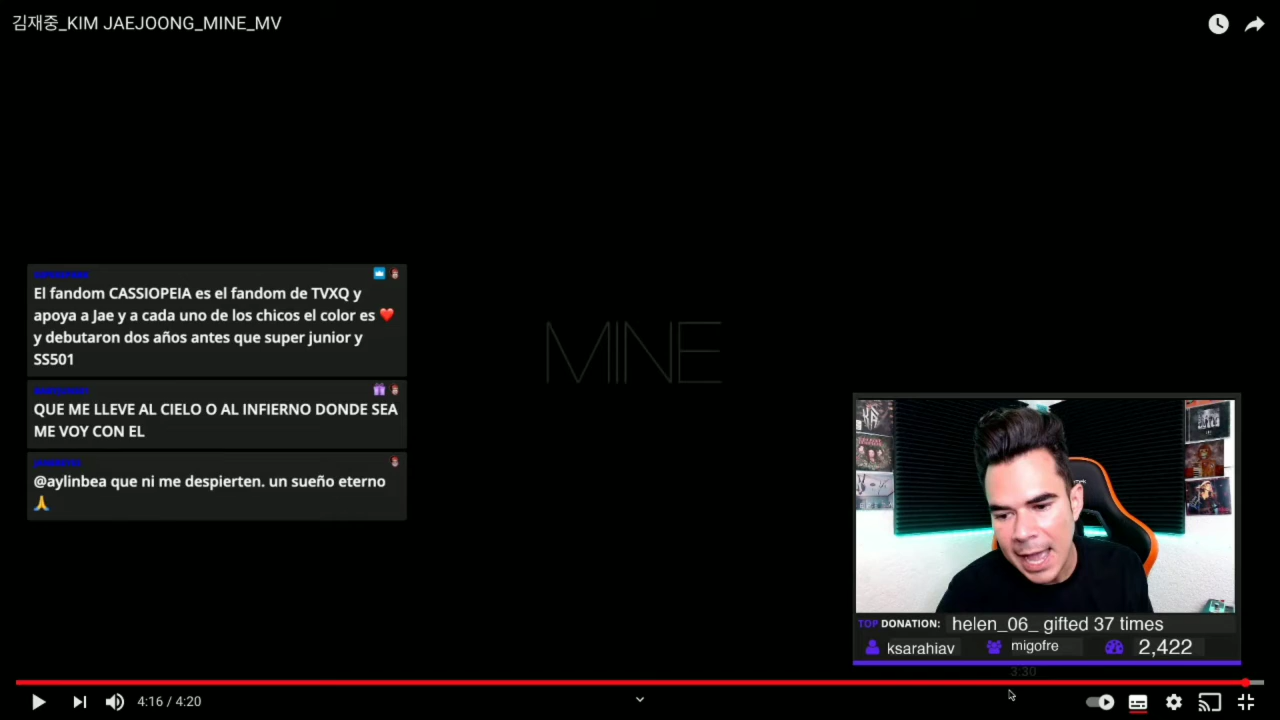 김재중_KIM JAEJOONG_MINE_MV
El fandom CASSIOPEIA es el fandom de TVXQ y
apoya a Jae y a cada uno de los chicos el color es ❤️
y debutaron dos años antes que super junior y
SS501
QUE ME LLEVE AL CIELO O AL INFIERNO DONDE SEA
ME VOY CON EL
@aylinbea que ni me despierten. un sueño eterno
🙏
MINE
TOP DONATION: helen_06_ gifted 37 times
ksarahiav migofre 2,422
3:30
4:16 / 4:20